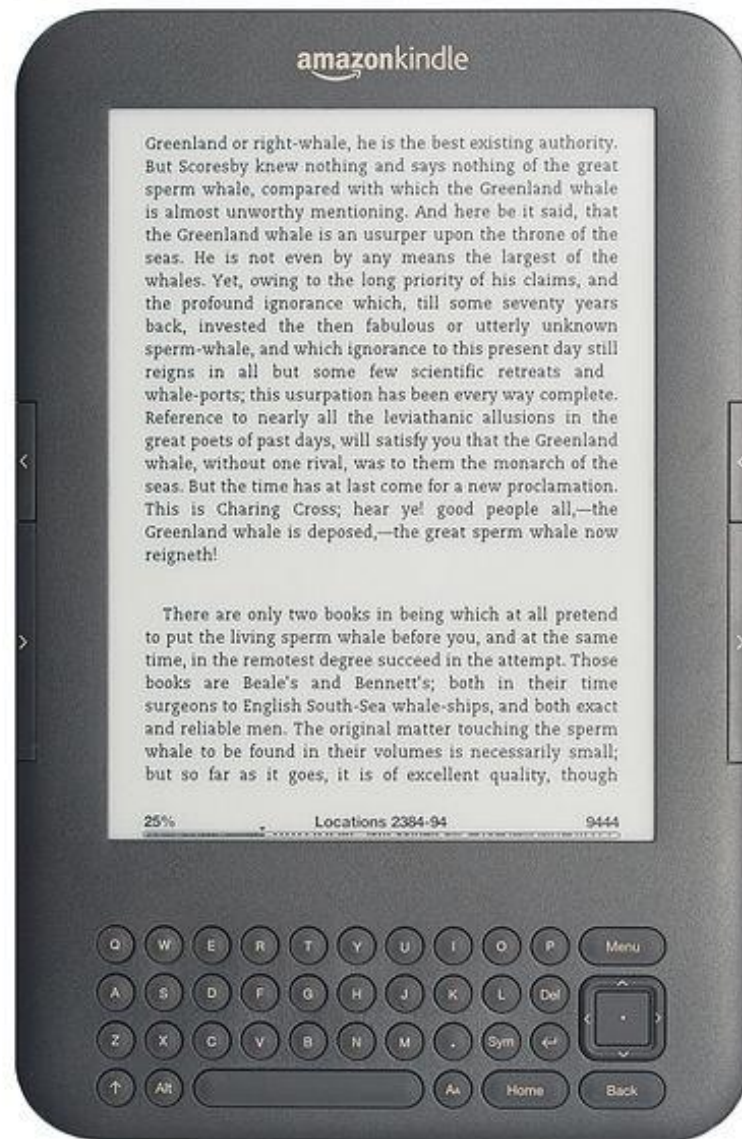 amazonkindle
Greenland or right-whale, he is the best existing authority.
But Scoresby knew nothing and says nothing of the great
sperm whale, compared with which the Greenland whale
is almost unworthy mentioning. And here be it said, that
the Greenland whale is an usurper upon the throne of the
seas. He is not even by any means the largest of the
whales. Yet, owing to the long priority of his claims, and
the profound ignorance which, till some seventy years
back, invested the then fabulous or utterly unknown
sperm-whale, and which ignorance to this present day still
reigns in all but some few scientific retreats and
whale-ports; this usurpation has been every way complete.
Reference to nearly all the leviathanic allusions in the
great poets of past days, will satisfy you that the Greenland
whale, without one rival, was to them the monarch of the
seas. But the time has at last come for a new proclamation.
This is Charing Cross; hear ye! good people all,—the
Greenland whale is deposed,—the great sperm whale now
reigneth!
There are only two books in being which at all pretend
to put the living sperm whale before you, and at the same
time, in the remotest degree succeed in the attempt. Those
books are Beale's and Bennett's; both in their time
surgeons to English South-Sea whale-ships, and both exact
and reliable men. The original matter touching the sperm
whale to be found in their volumes is necessarily small;
but so far as it goes, it is of excellent quality, though
25% Locations 2384-94 9444
Q W E R T Y U I O P Menu
A S D F G H J K L Del
Z X C V B N M . Sym ↵
↑ Alt AA Home Back